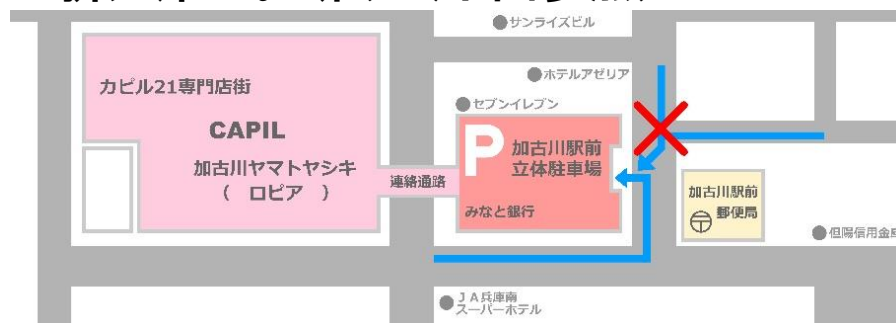 サンライズビル
ホテルアゼリア
カピル21専門店街
セブンイレブン
CAPIL
P
加古川駅前
立体駐車場
加古川ヤマトヤシキ
( ロピア )
連絡通路
みなと銀行
加古川駅前
〒 郵便局
但陽信用金庫
JA兵庫南
スーパーホテル